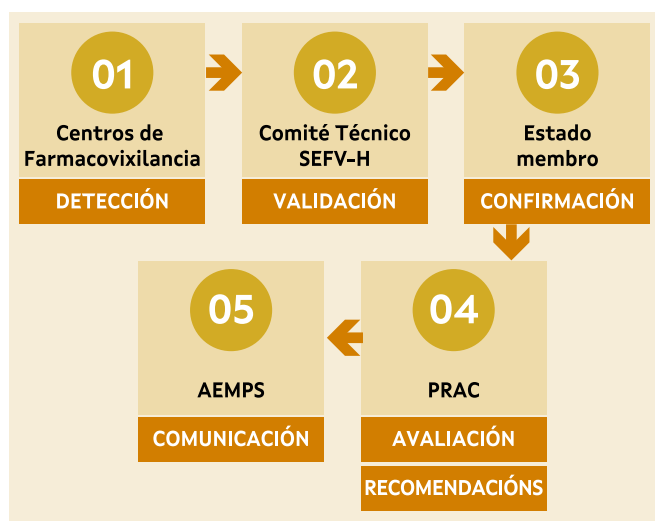 01
Centros de
Farmacovixilancia
DETECCIÓN
02
Comité Técnico
SEFV-H
VALIDACIÓN
03
Estado
membro
CONFIRMACIÓN
04
PRAC
AVALIACIÓN
RECOMENDACIÓNS
05
AEMPS
COMUNICACIÓN